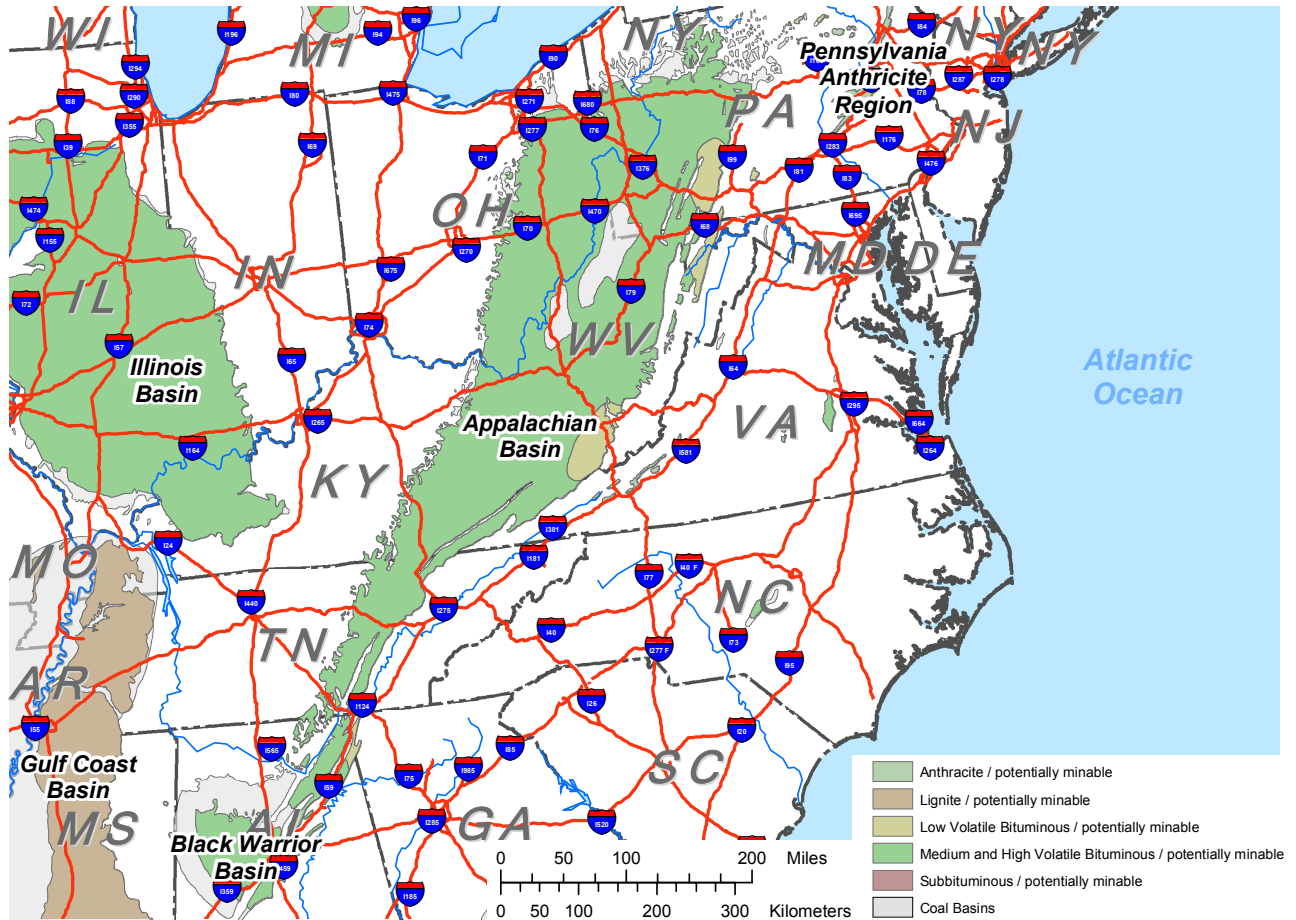 WI
MI
NY
NY
NY
I196
I94
I96
I90
I84
Pennsylvania
Anthricite
Region
I294
I290
I88
I355
I80
I475
I271
I680
I277
I76
I78
I287
I278
PA
NJ
I39
I69
I71
I376
I99
I81
I283
I176
I83
I476
I474
I155
OH
I70
I470
I68
I695
IN
I675
I270
MD
DE
IL
I72
I79
I57
I74
WV
Illinois
Basin
I65
I64
Atlantic
Ocean
I265
Appalachian
Basin
VA
I295
I664
I264
I164
I581
KY
I24
I381
I181
MO
I77
I40 F
NC
I440
I275
TN
I40
I73
I277 F
I95
AR
I55
I124
I26
I20
I565
I85
SC
Gulf Coast
Basin
I59
I75
I985
MS
AL
GA
I285
I520
Black Warrior
Basin
I459
I359
I185
0 50 100 200 Miles
0 50 100 200 300 Kilometers
Anthracite / potentially minable
Lignite / potentially minable
Low Volatile Bituminous / potentially minable
Medium and High Volatile Bituminous / potentially minable
Subbituminous / potentially minable
Coal Basins